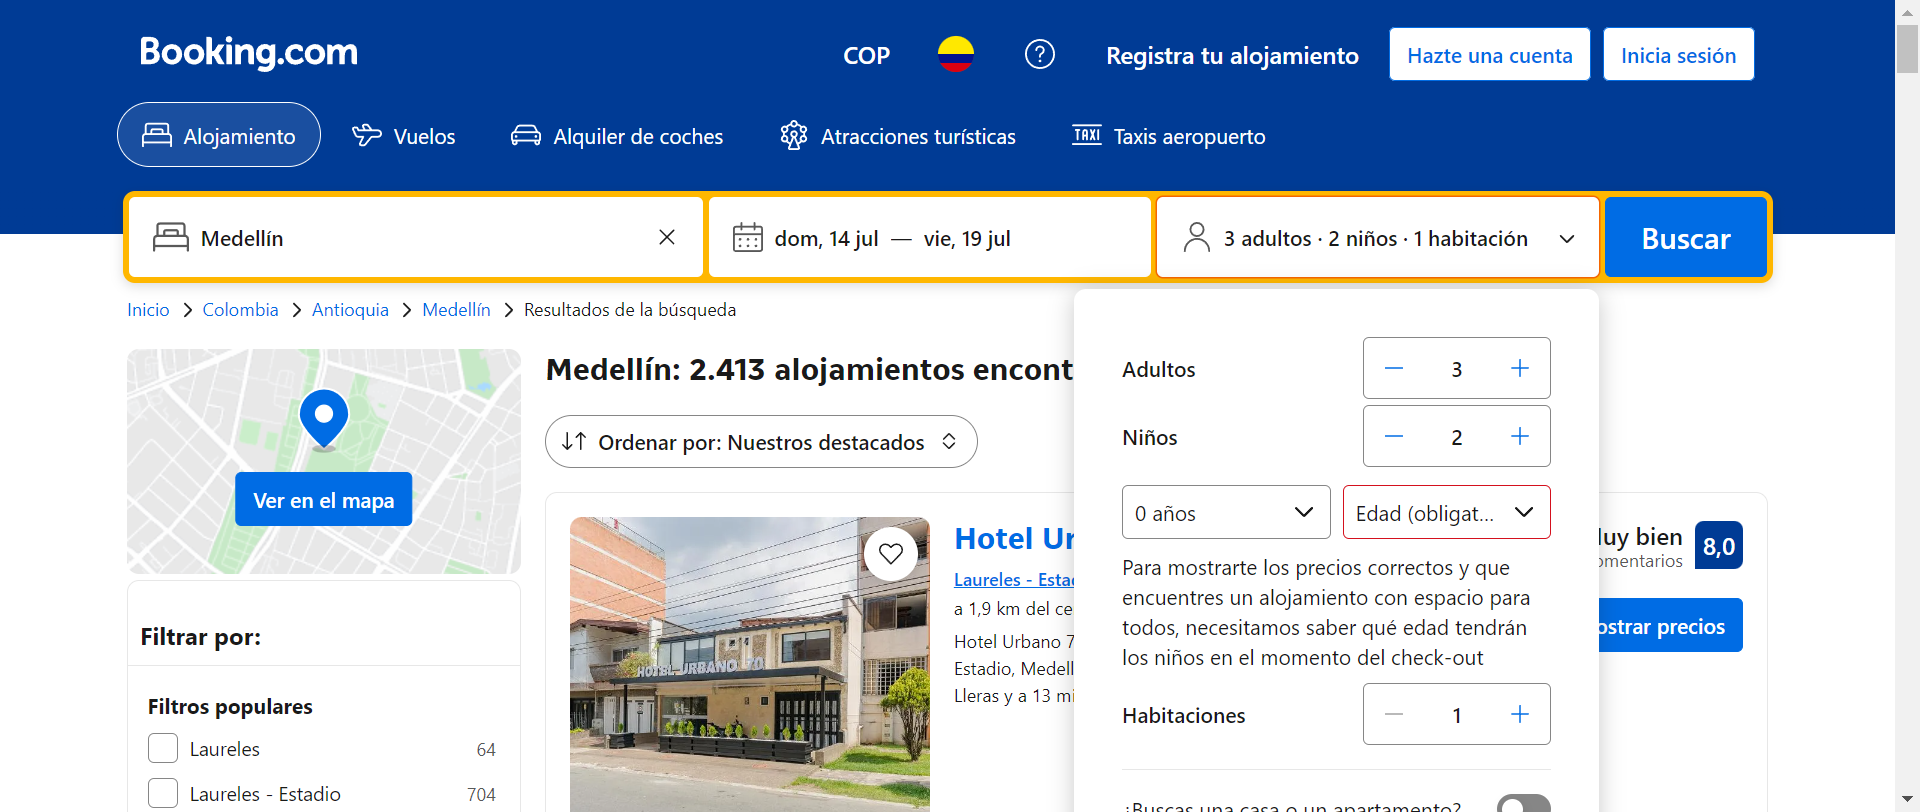 Booking.com
COP
Registra tu alojamiento
Hazte una cuenta
Inicia sesión
Alojamiento
Vuelos
Alquiler de coches
Atracciones turísticas
TAXI
Taxis aeropuerto
Medellín
dom, 14 jul — vie, 19 jul
3 adultos · 2 niños · 1 habitación
Buscar
Inicio
Colombia
Antioquia
Medellín
Resultados de la búsqueda
Ver en el mapa
Filtrar por:
Filtros populares
Laureles 64
Laureles - Estadio 704
Medellín: 2.413 alojamientos encont
Ordenar por: Nuestros destacados
HOTEL URBANO 70
Hotel Ur
Laureles - Estad
a 1,9 km del ce
Hotel Urbano 7
Estadio, Medell
Lleras y a 13 mi
Adultos 3
Niños 2
0 años
Edad (obligat...
Para mostrarte los precios correctos y que
encuentres un alojamiento con espacio para
todos, necesitamos saber qué edad tendrán
los niños en el momento del check-out
Habitaciones 1
¿Buscas una casa o un apartamento?
uy bien
omentarios
8,0
ostrar precios